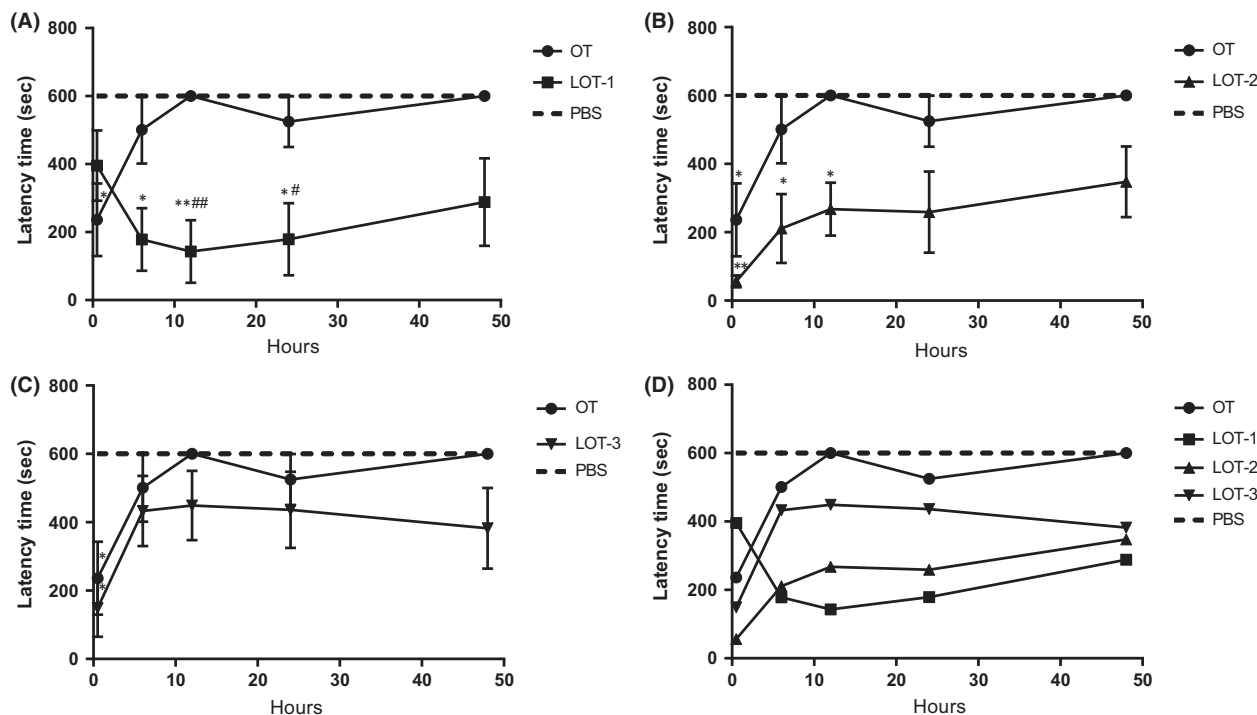 (A)
Latency time (sec)
800
600
400
200
0
*
*
**##
*#
0 10 20 30 40 50
Hours
OT
LOT-1
PBS
(B)
Latency time (sec)
800
600
400
200
0
*
**
*
*
0 10 20 30 40 50
Hours
OT
LOT-2
PBS
(C)
Latency time (sec)
800
600
400
200
0
*
*
0 10 20 30 40 50
Hours
OT
LOT-3
PBS
(D)
Latency time (sec)
800
600
400
200
0
0 10 20 30 40 50
Hours
OT
LOT-1
LOT-2
LOT-3
PBS